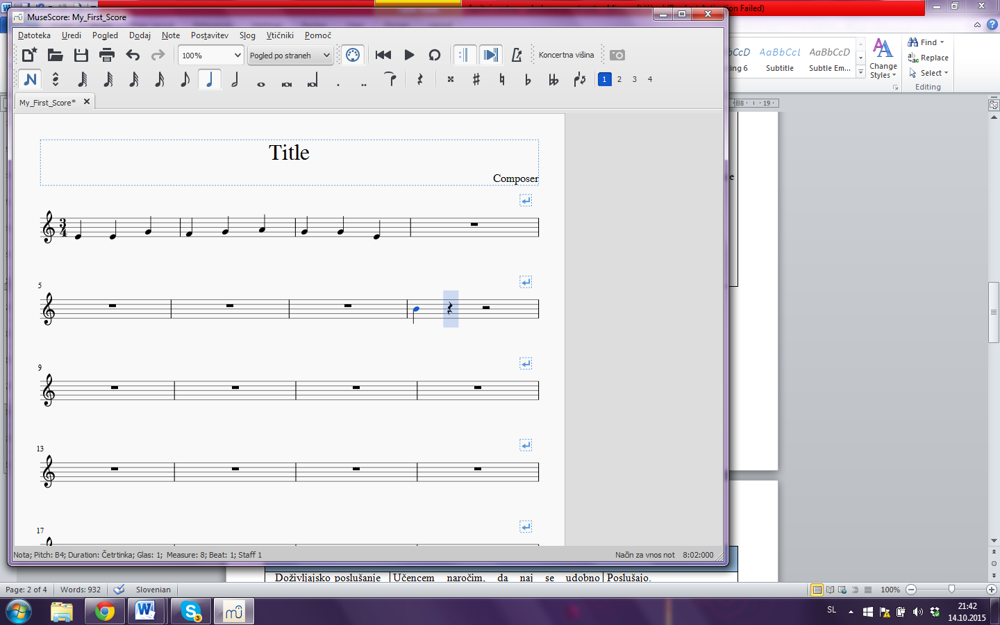 MuseScore: My_First_Score
Failed)
Datoteka Uredi Pogled Dodaj Note Postavitev Slog Vtičniki Pomoč
100% Pogled po straneh Koncertna višina
1 2 3 4
My_First_Score*
AaBbCcL AaBbCcD
ing 6 Subtitle Subtle Em...
Change Styles
Find
Replace
Select
Editing
18 19
Title
Composer
3
4
5
9
13
17
Nota; Pitch: B4; Duration: Četrtinka; Glas: 1; Measure: 8; Beat: 1; Staff 1
Način za vnos not 8:02:000
Doživljajsko poslušanje Učencem naročim, da naj se udobno Poslušajo.
Page: 2 of 4 Words: 932 Slovenian 100%
SL
21:42
14.10.2015